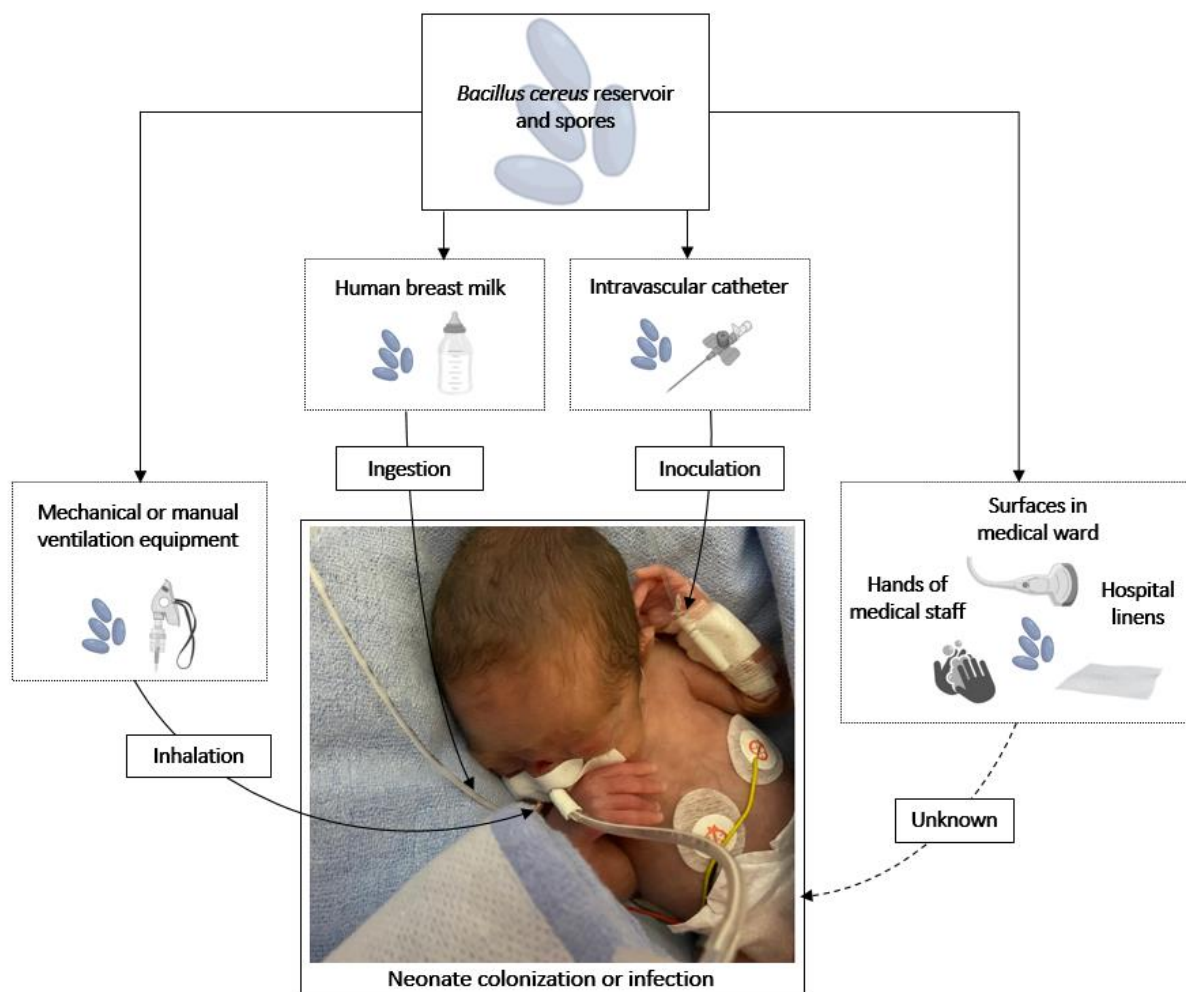 Bacillus cereus reservoir
and spores
Human breast milk
Intravascular catheter
Ingestion
Inoculation
Mechanical or manual
ventilation equipment
Surfaces in
medical ward
Hands of
medical staff
Hospital
linens
Inhalation
Unknown
Neonate colonization or infection